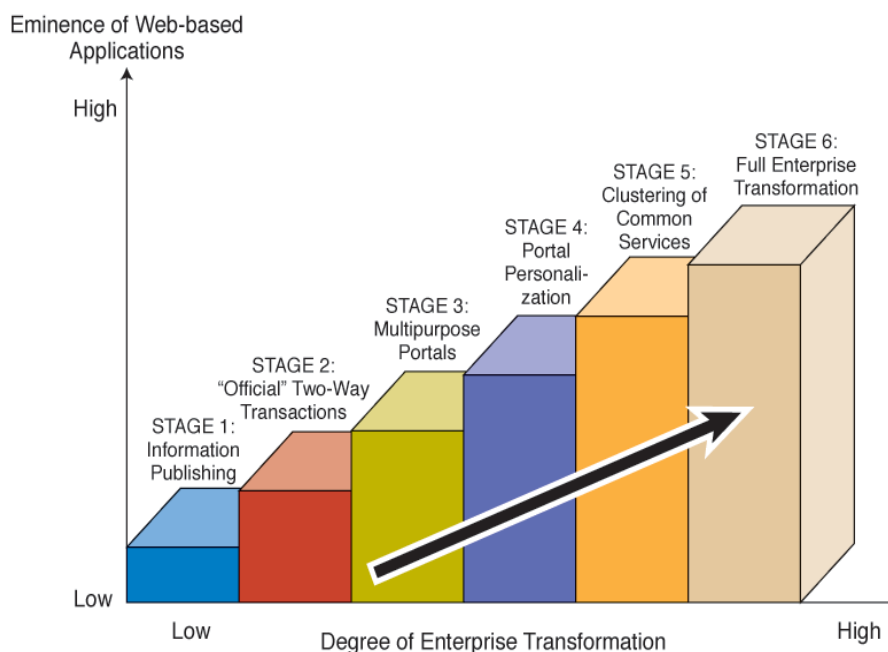 Eminence of Web-based
Applications
High
STAGE 6:
Full Enterprise
Transformation
STAGE 5:
Clustering of
Common
Services
STAGE 4:
Portal
Personali-
zation
STAGE 3:
Multipurpose
Portals
STAGE 2:
“Official” Two-Way
Transactions
STAGE 1:
Information
Publishing
Low
Low
Degree of Enterprise Transformation
High